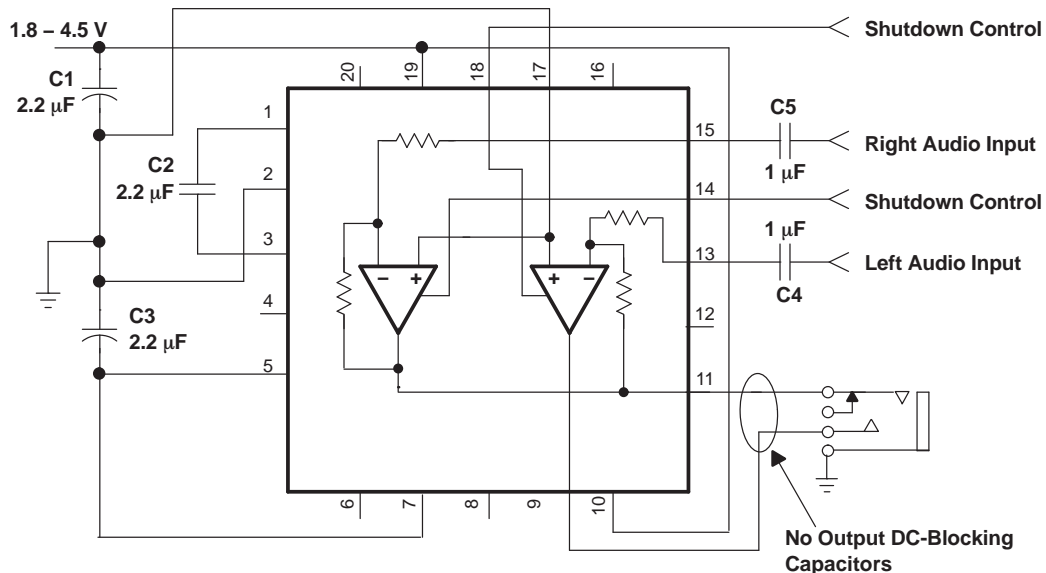 1.8 – 4.5 V
C1
2.2 μF
C2
2.2 μF
C3
2.2 μF
1
2
3
4
5
20
19
18
17
16
15
14
13
12
11
6
7
8
9
10
– +
+ –
C5
1 μF
1 μF
C4
Shutdown Control
Right Audio Input
Shutdown Control
Left Audio Input
No Output DC-Blocking
Capacitors